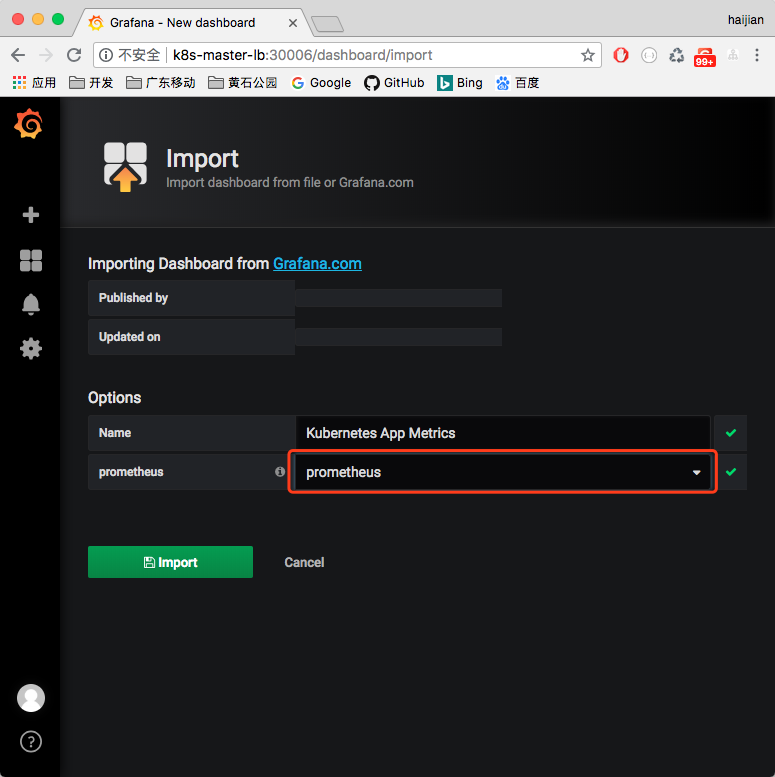 Grafana - New dashboard
haijian
不安全 k8s-master-lb:30006/dashboard/import
99+
应用 开发 广东移动 黄石公园 Google GitHub Bing 百度
Import
Import dashboard from file or Grafana.com
Importing Dashboard from Grafana.com
Published by
Updated on
Options
Name Kubernetes App Metrics
prometheus prometheus
Import Cancel